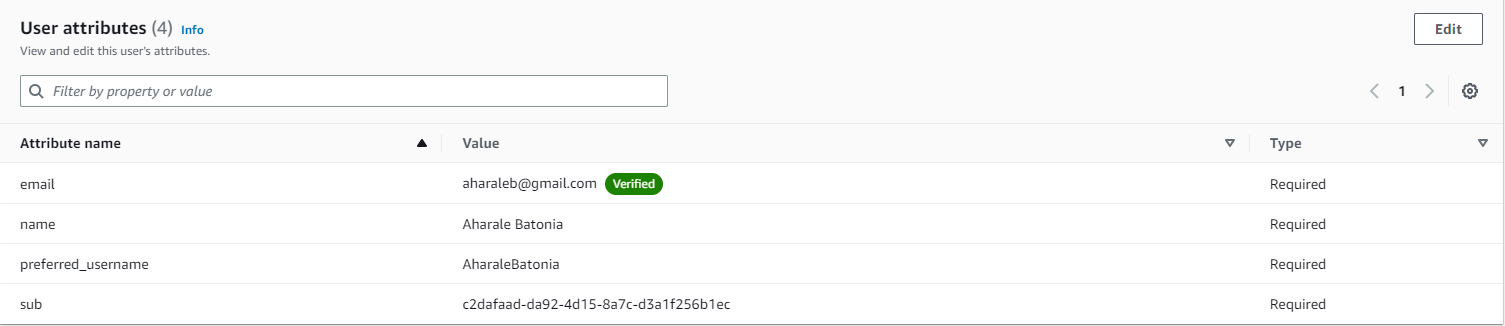 User attributes (4) Info
View and edit this user's attributes.
Edit
Filter by property or value
1
Attribute name Value Type
email aharaleb@gmail.com Verified Required
name Aharale Batonia Required
preferred_username AharaleBatonia Required
sub c2dafaad-da92-4d15-8a7c-d3a1f256b1ec Required